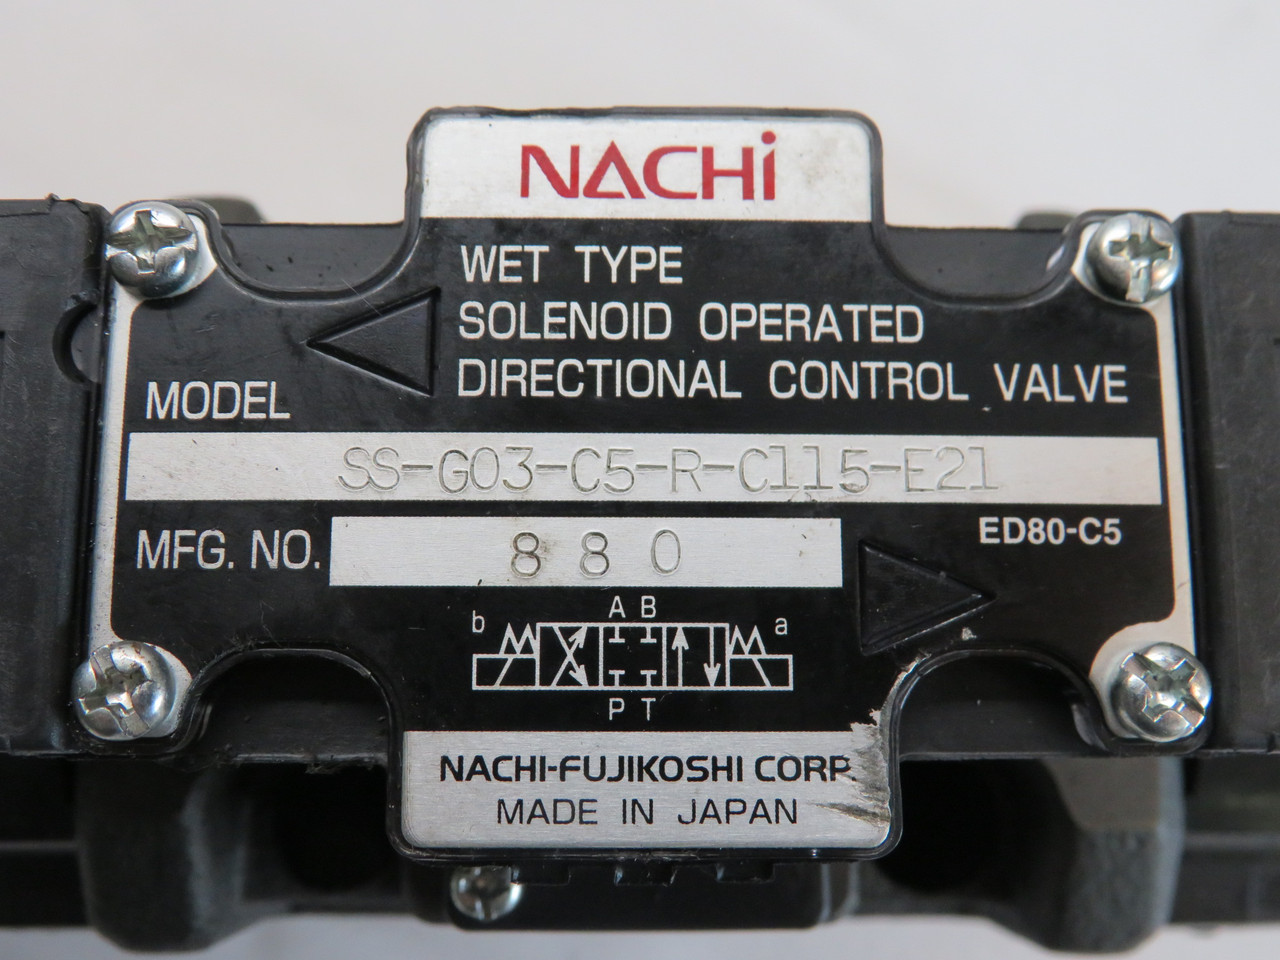 NACHi
WET TYPE
SOLENOID OPERATED
DIRECTIONAL CONTROL VALVE
MODEL
SS-G03-C5-R-C115-E21
ED80-C5
MFG. NO. 880
A B
b a
P T
NACHI-FUJIKOSHI CORP.
MADE IN JAPAN